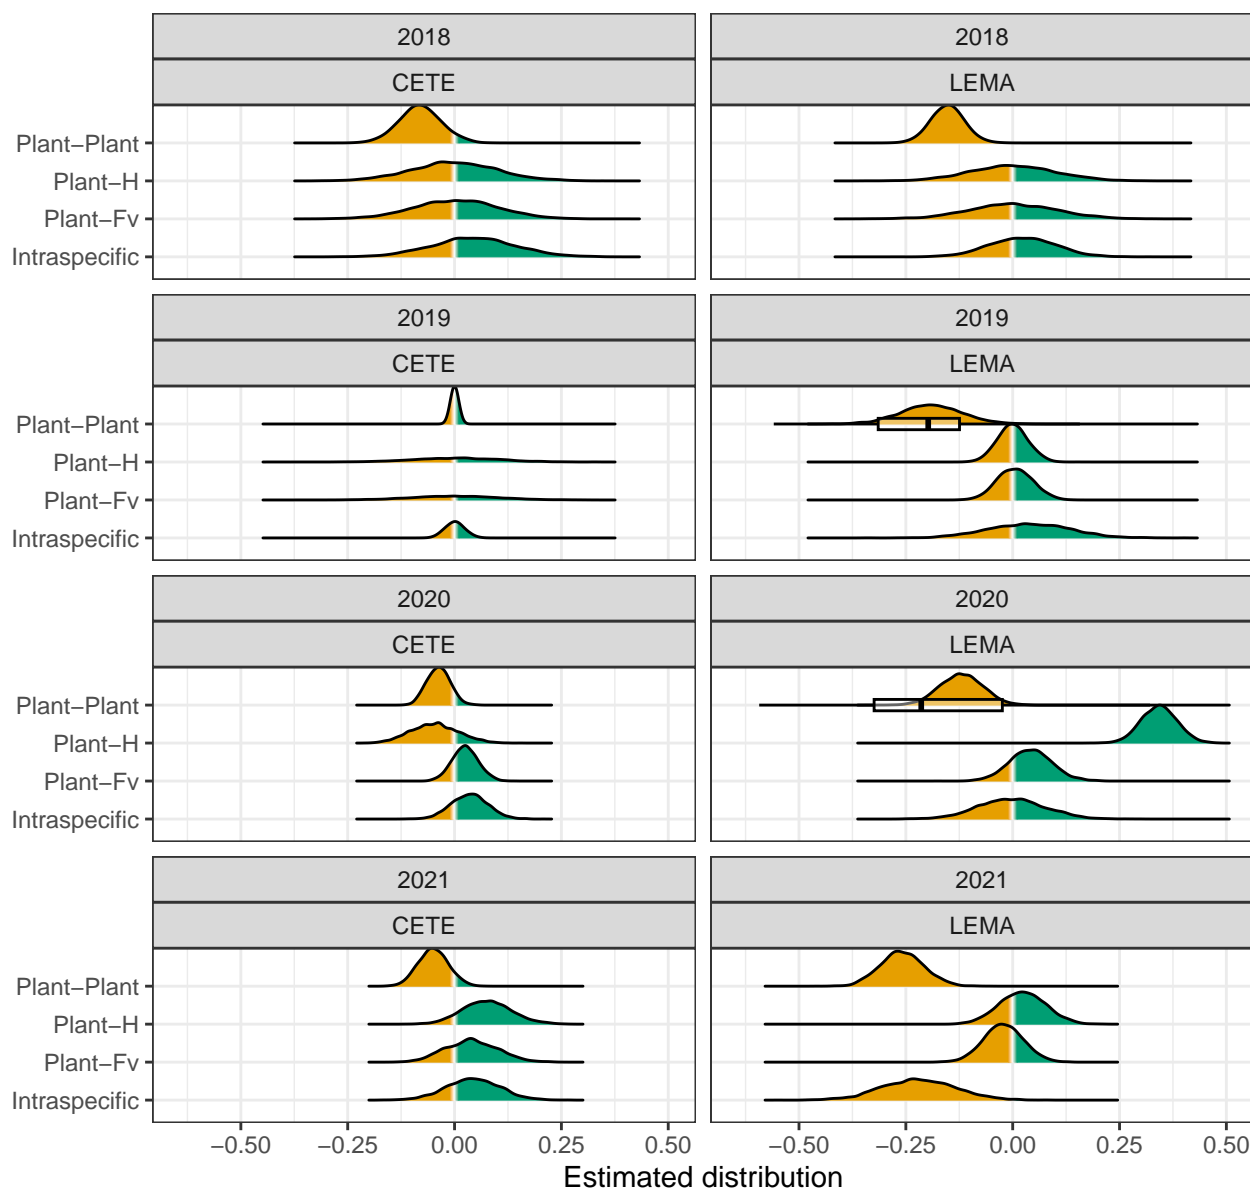 2018 2018
CETE LEMA
Plant−Plant
Plant−H
Plant−Fv
Intraspecific
2019 2019
CETE LEMA
Plant−Plant
Plant−H
Plant−Fv
Intraspecific
2020 2020
CETE LEMA
Plant−Plant
Plant−H
Plant−Fv
Intraspecific
2021 2021
CETE LEMA
Plant−Plant
Plant−H
Plant−Fv
Intraspecific
−0.50 −0.25 0.00 0.25 0.50 −0.50 −0.25 0.00 0.25 0.50
Estimated distribution